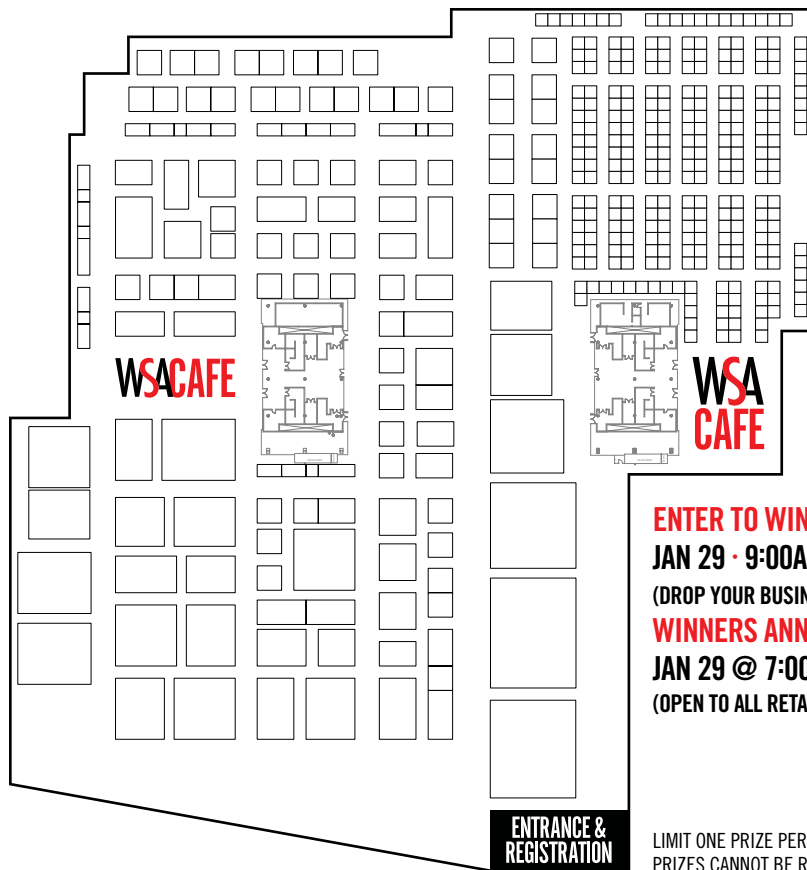 WSACAFE
WSA
CAFE
ENTER TO WIN
JAN 29 · 9:00A
(DROP YOUR BUSIN
WINNERS ANN
JAN 29 @ 7:00
(OPEN TO ALL RETA
ENTRANCE &
REGISTRATION
LIMIT ONE PRIZE PER
PRIZES CANNOT BE R